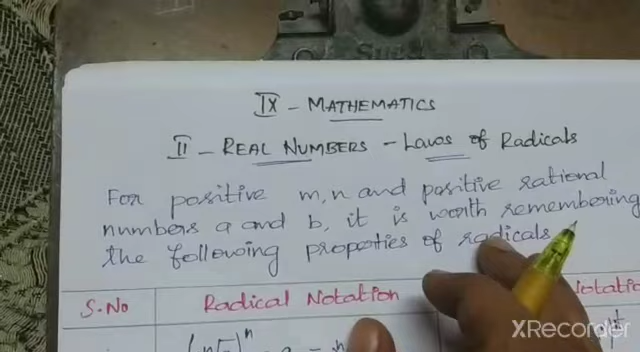 IX - MATHEMATICS
II - REAL NUMBERS - Laws of Radicals
For positive m, n and positive rational
numbers a and b, it is worth remembering
the following properties of radicals
S.No Radical Notation
XRecorder